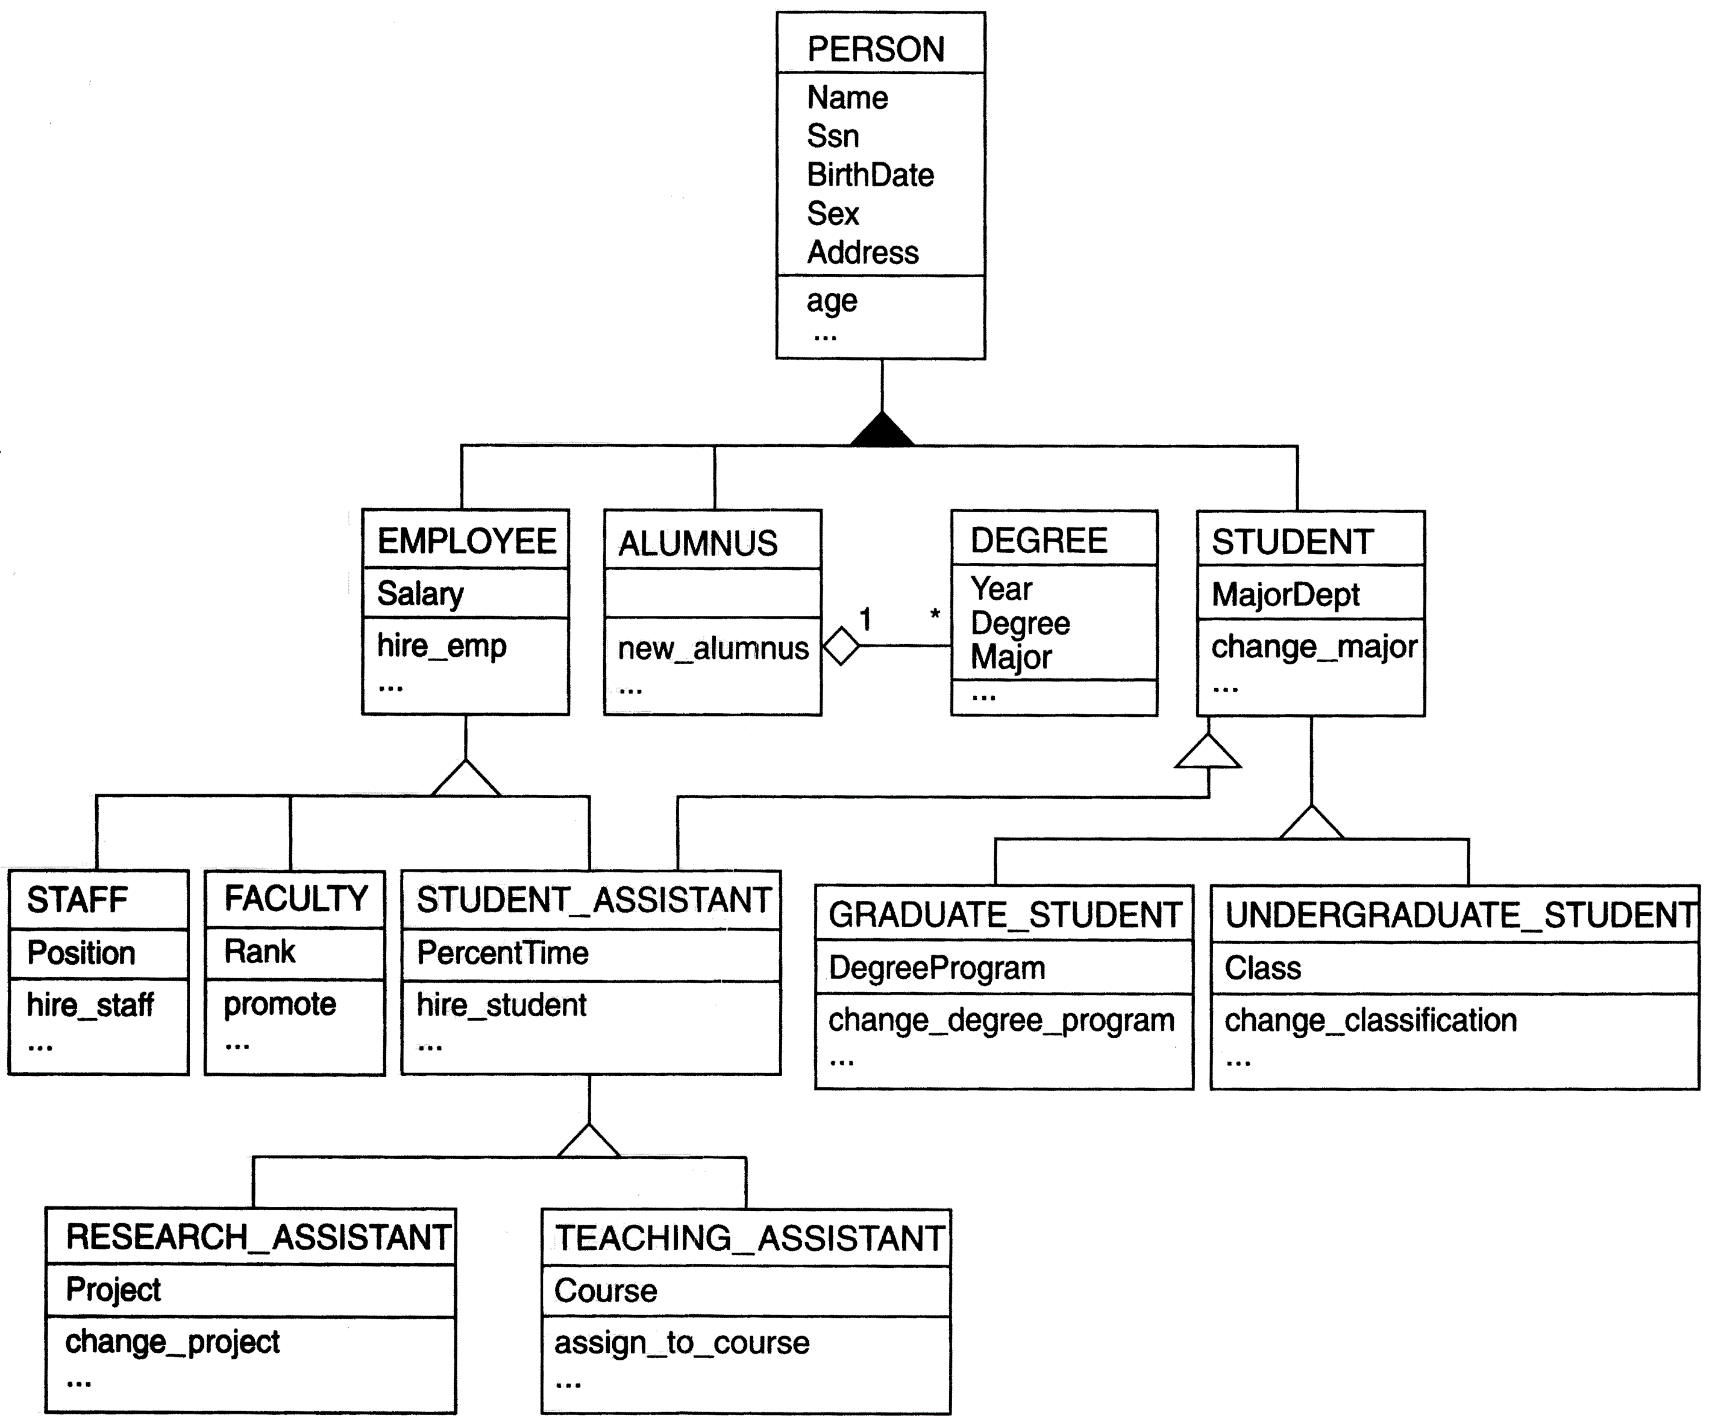 PERSON
Name
Ssn
BirthDate
Sex
Address
age
...
EMPLOYEE
Salary
hire_emp
...
ALUMNUS
new_alumnus
...
1
*
DEGREE
Year
Degree
Major
...
STUDENT
MajorDept
change_major
...
STAFF
Position
hire_staff
...
FACULTY
Rank
promote
...
STUDENT_ASSISTANT
PercentTime
hire_student
...
GRADUATE_STUDENT
DegreeProgram
change_degree_program
...
UNDERGRADUATE_STUDENT
Class
change_classification
...
RESEARCH_ASSISTANT
Project
change_project
...
TEACHING_ASSISTANT
Course
assign_to_course
...